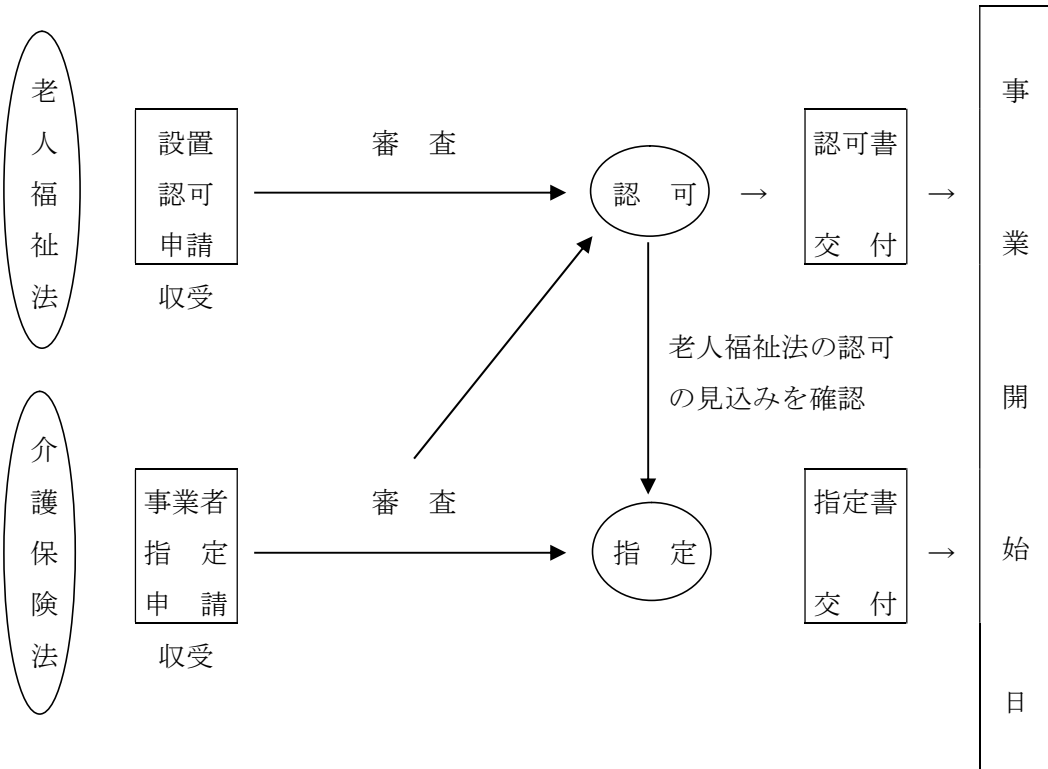 老人福祉法
設置
認可
申請
収受
審　査
認　可
→
認可書
交　付
→
老人福祉法の認可
の見込みを確認
介護保険法
事業者
指　定
申　請
収受
審　査
指　定
指定書
交　付
→
事業開始日